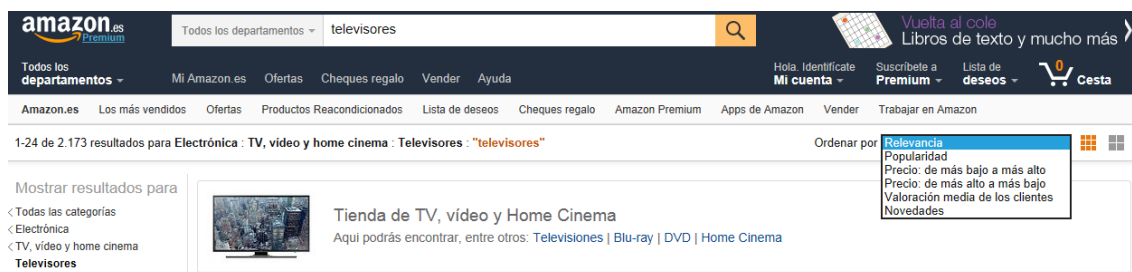 amazon.es
Premium
Todos los departamentos
televisores
Vuelta al cole
Libros de texto y mucho más
Todos los
departamentos
Mi Amazon.es Ofertas Cheques regalo Vender Ayuda
Hola. Identifícate
Mi cuenta
Suscríbete a
Premium
Lista de
deseos
0
Cesta
Amazon.es Los más vendidos Ofertas Productos Reacondicionados Lista de deseos Cheques regalo Amazon Premium Apps de Amazon Vender Trabajar en Amazon
1-24 de 2.173 resultados para Electrónica : TV, vídeo y home cinema : Televisores : "televisores"
Ordenar por Relevancia
Popularidad
Precio: de más bajo a más alto
Precio: de más alto a más bajo
Valoración media de los clientes
Novedades
Mostrar resultados para
Todas las categorías
Electrónica
TV, vídeo y home cinema
Televisores
Tienda de TV, vídeo y Home Cinema
Aqui podrás encontrar, entre otros: Televisiones | Blu-ray | DVD | Home Cinema